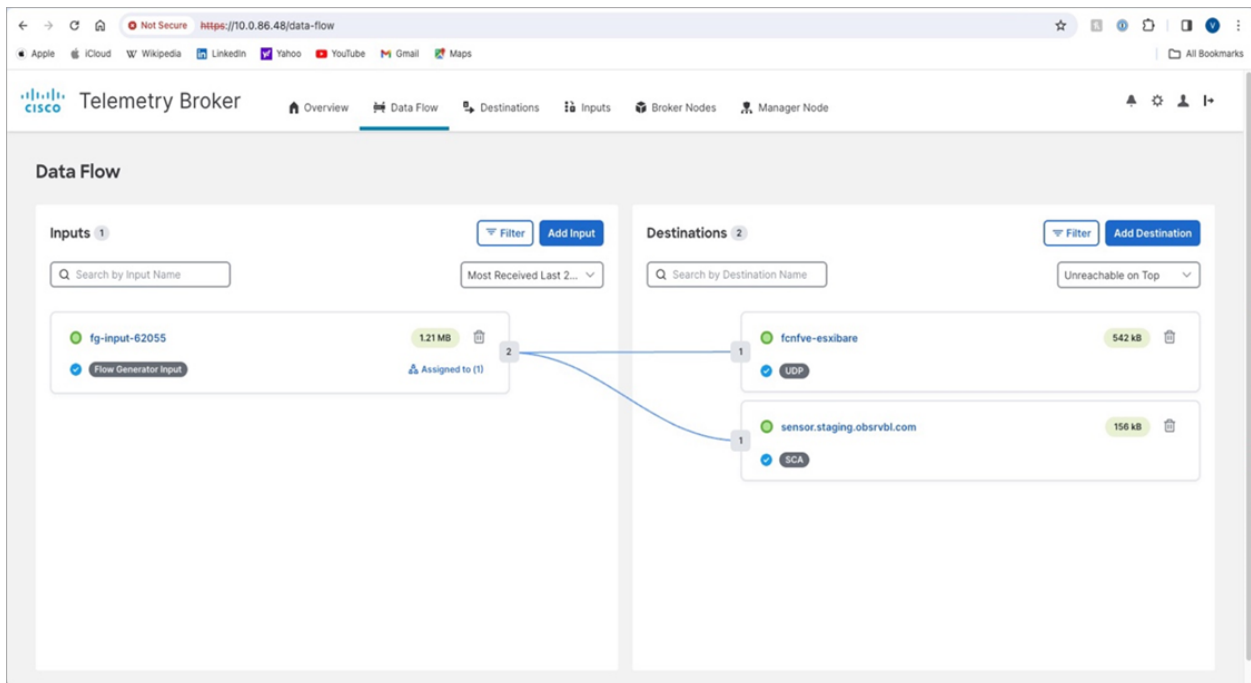 Not Secure https://10.0.86.48/data-flow
Apple iCloud Wikipedia LinkedIn Yahoo YouTube Gmail Maps All Bookmarks
CISCO Telemetry Broker Overview Data Flow Destinations Inputs Broker Nodes Manager Node
Data Flow
Inputs 1 Filter Add Input
Search by Input Name Most Received Last 2...
fg-input-62055 1.21 MB
2
Flow Generator Input Assigned to (1)
Destinations 2 Filter Add Destination
Search by Destination Name Unreachable on Top
fcnfve-esxibare 542 kB
1
UDP
sensor.staging.obsrvbl.com 156 kB
1
SCA